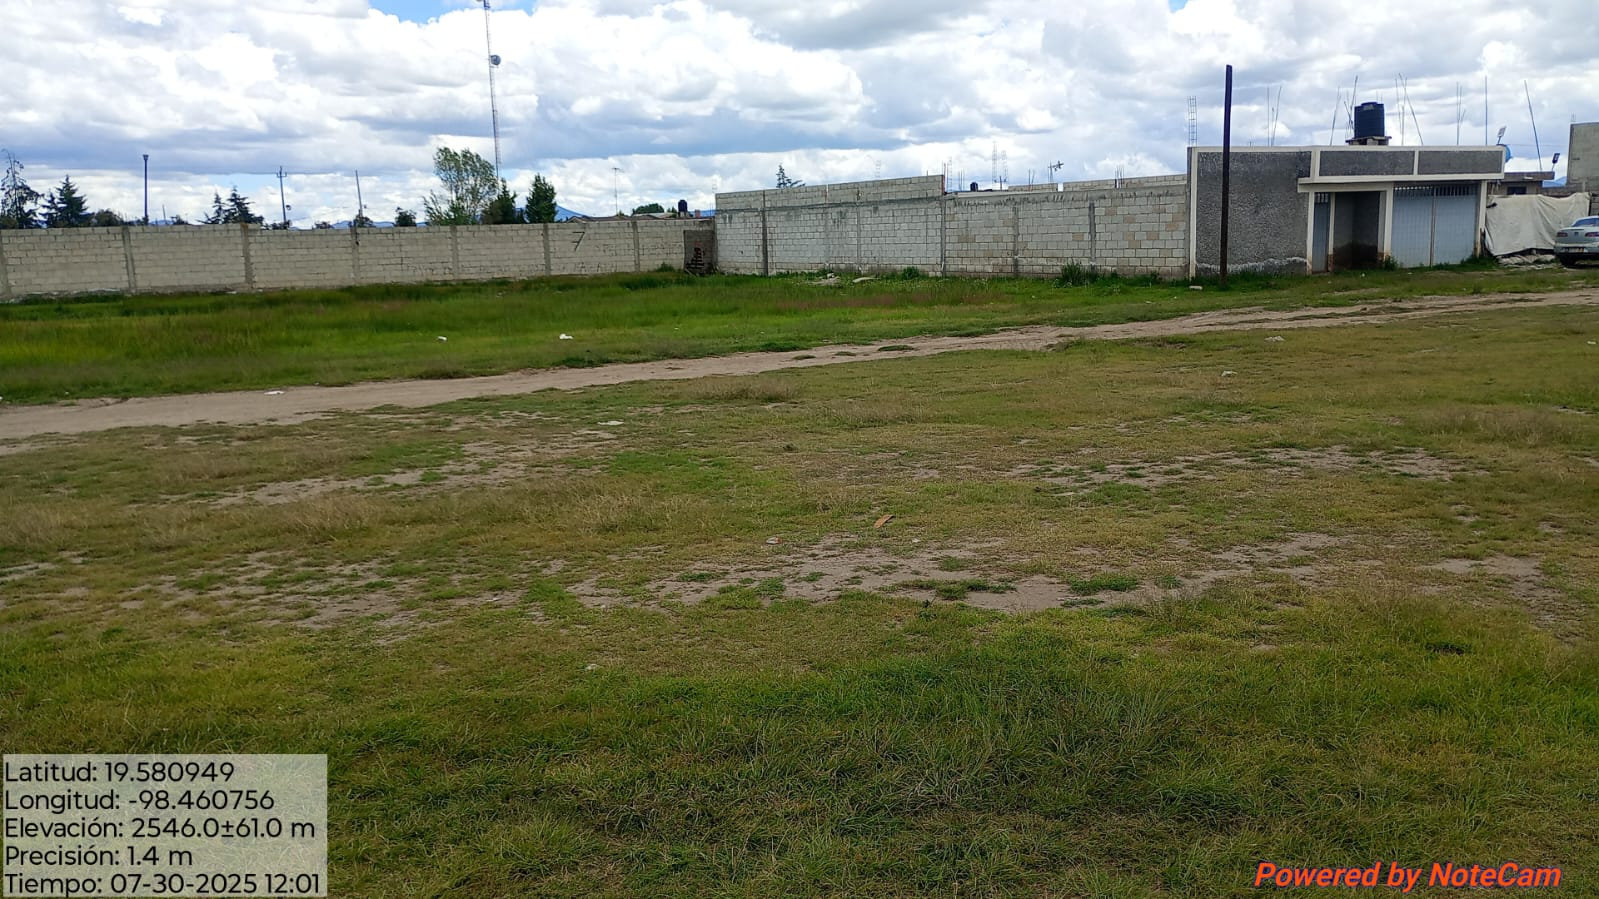 Latitud: 19.580949
Longitud: -98.460756
Elevación: 2546.0±61.0 m
Precisión: 1.4 m
Tiempo: 07-30-2025 12:01
Powered by NoteCam